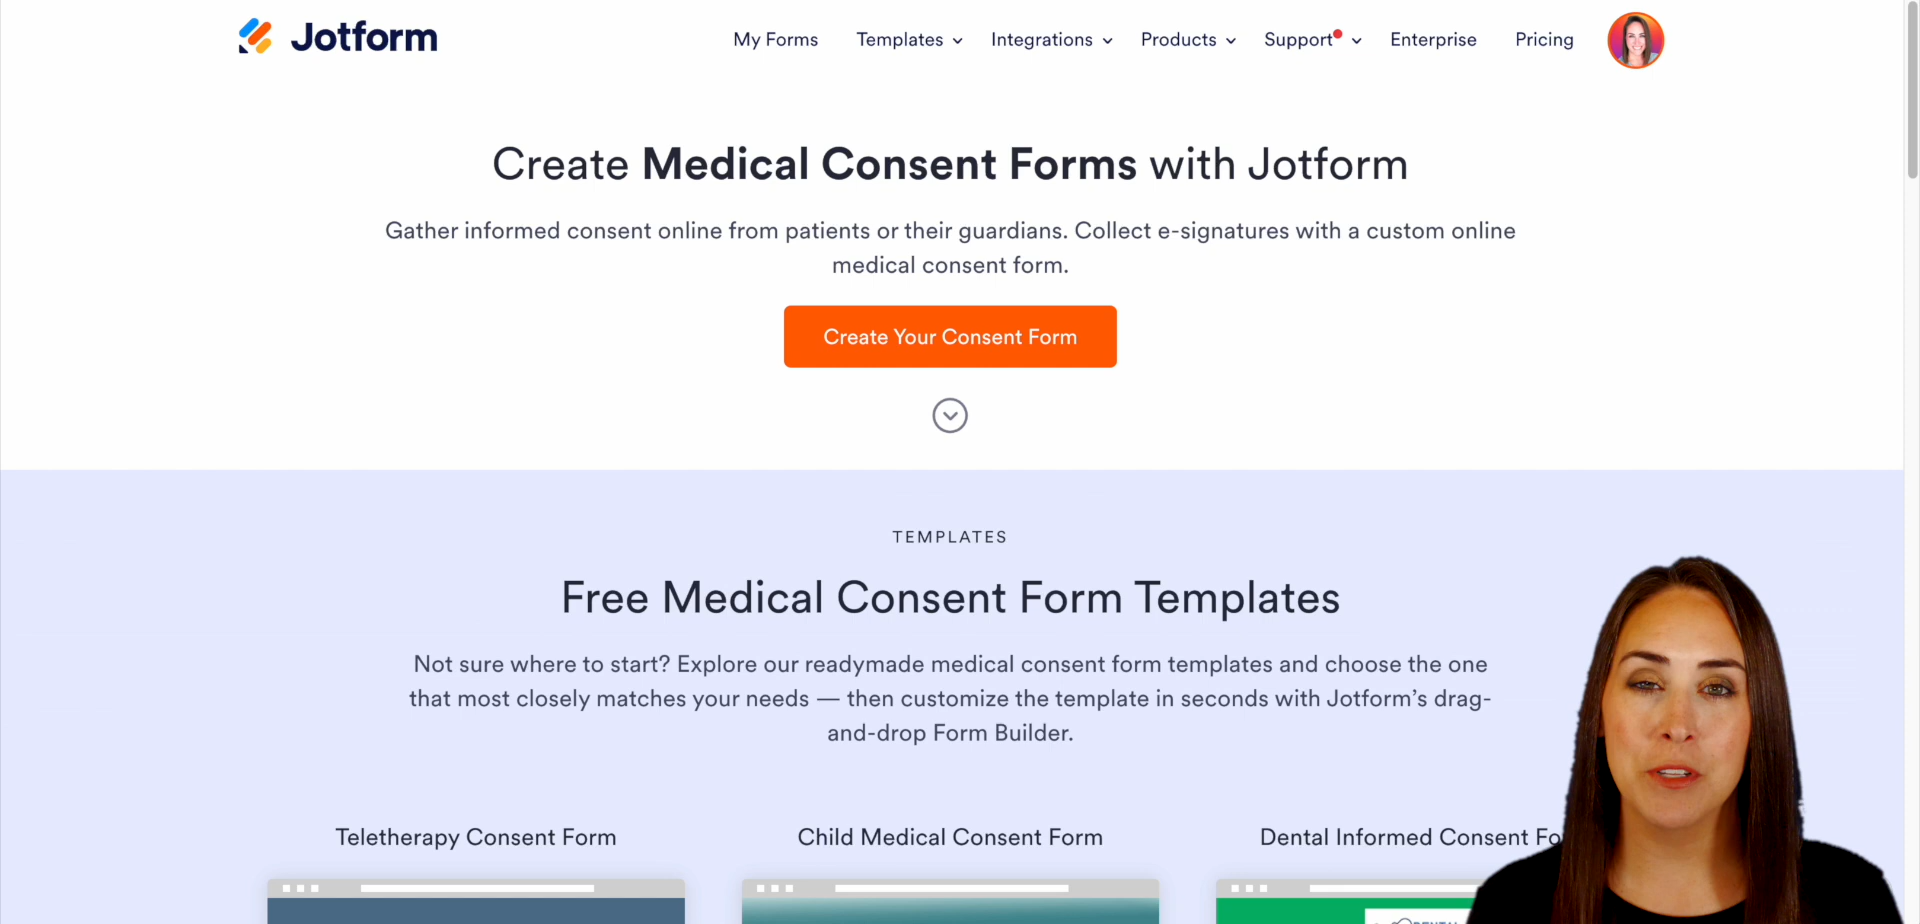 Jotform
My Forms Templates Integrations Products Support Enterprise Pricing
Create Medical Consent Forms with Jotform
Gather informed consent online from patients or their guardians. Collect e-signatures with a custom online
medical consent form.
Create Your Consent Form
TEMPLATES
Free Medical Consent Form Templates
Not sure where to start? Explore our readymade medical consent form templates and choose the one
that most closely matches your needs — then customize the template in seconds with Jotform’s drag-
and-drop Form Builder.
Teletherapy Consent Form
Child Medical Consent Form
Dental Informed Consent Fo